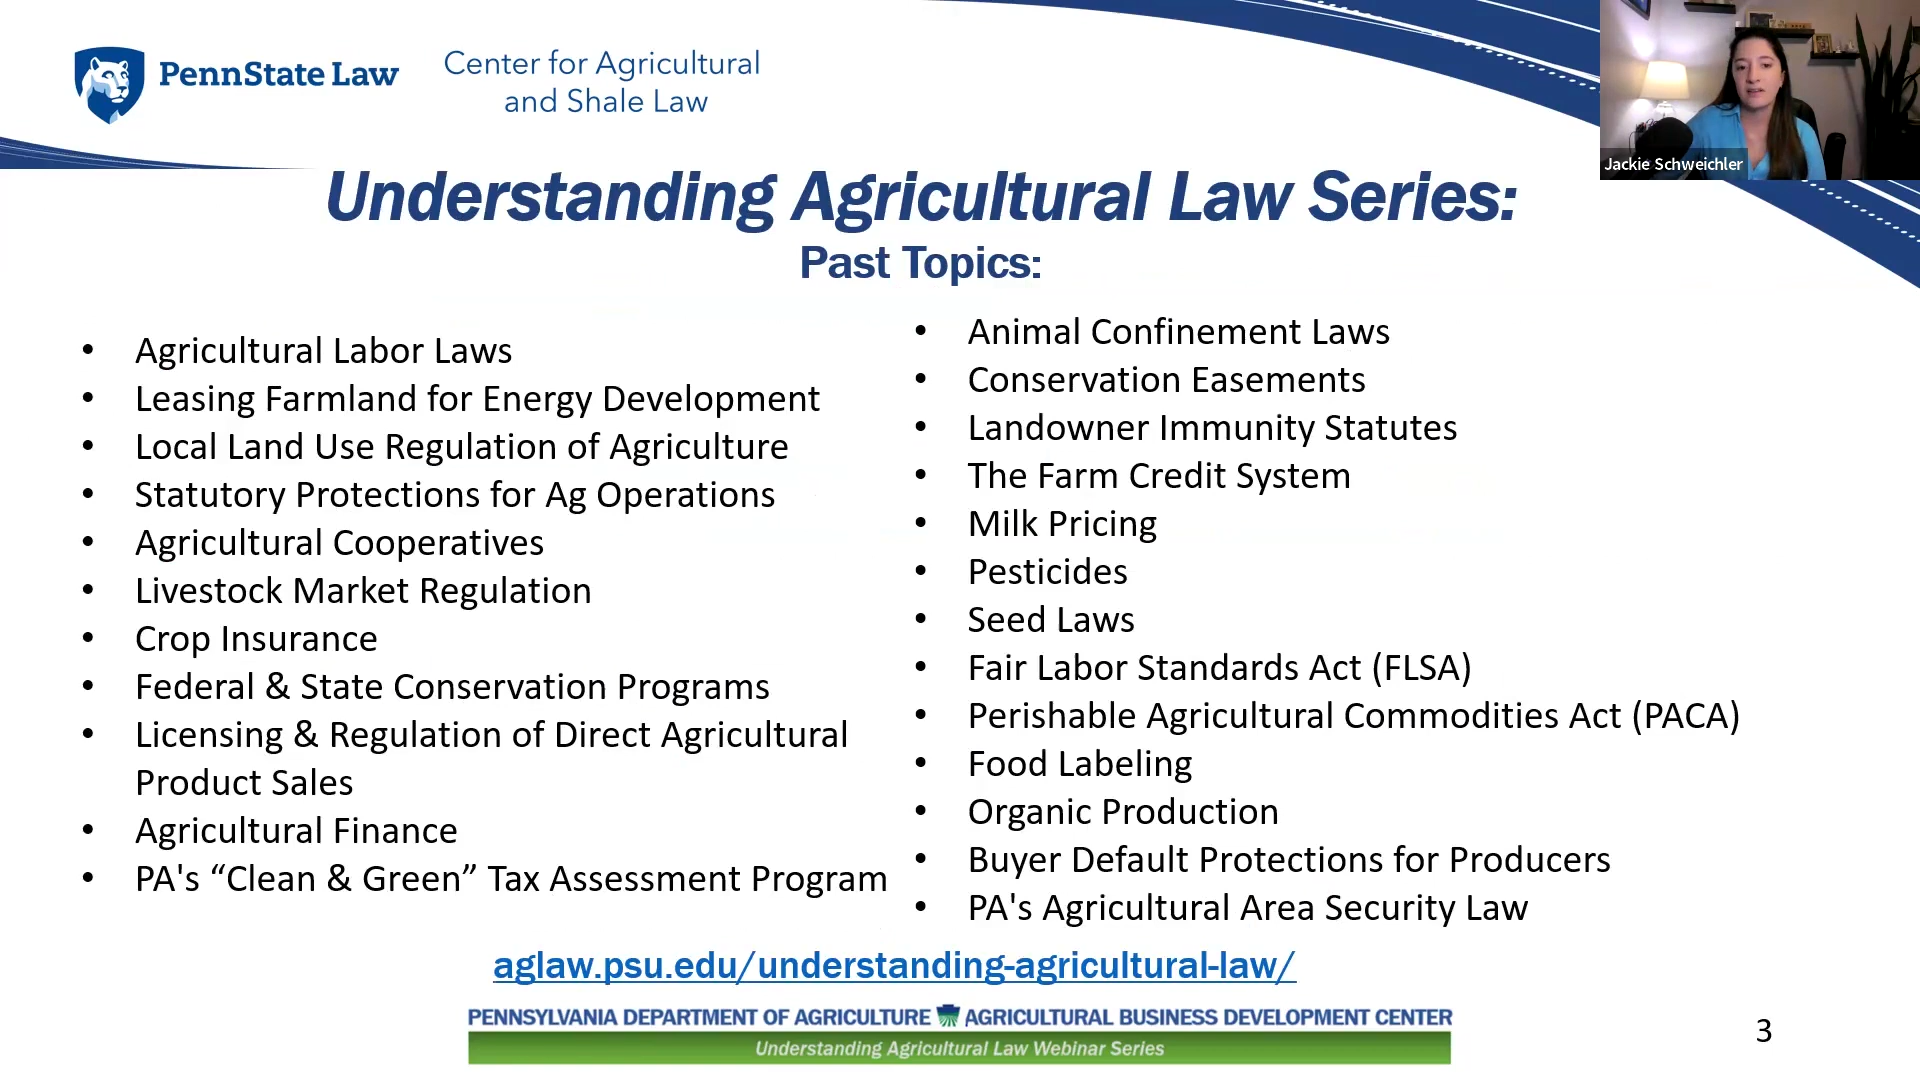 PennState Law
Center for Agricultural
and Shale Law
Jackie Schweichler
Understanding Agricultural Law Series:
Past Topics:
• Agricultural Labor Laws
• Leasing Farmland for Energy Development
• Local Land Use Regulation of Agriculture
• Statutory Protections for Ag Operations
• Agricultural Cooperatives
• Livestock Market Regulation
• Crop Insurance
• Federal & State Conservation Programs
• Licensing & Regulation of Direct Agricultural
Product Sales
• Agricultural Finance
• PA's “Clean & Green” Tax Assessment Program
• Animal Confinement Laws
• Conservation Easements
• Landowner Immunity Statutes
• The Farm Credit System
• Milk Pricing
• Pesticides
• Seed Laws
• Fair Labor Standards Act (FLSA)
• Perishable Agricultural Commodities Act (PACA)
• Food Labeling
• Organic Production
• Buyer Default Protections for Producers
• PA's Agricultural Area Security Law
aglaw.psu.edu/understanding-agricultural-law/
PENNSYLVANIA DEPARTMENT OF AGRICULTURE AGRICULTURAL BUSINESS DEVELOPMENT CENTER
Understanding Agricultural Law Webinar Series
3